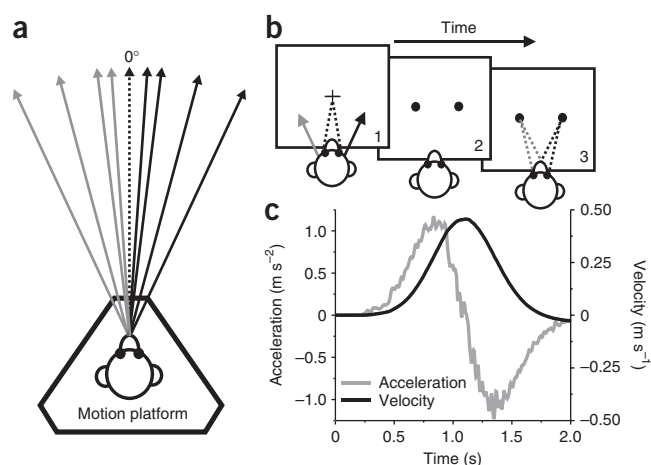 a
0°
Motion platform
b
Time
1
2
3
c
Acceleration (m s⁻²)
1.0
0.5
0
−0.5
−1.0
Acceleration
Velocity
0
0.5
1.0
1.5
2.0
Time (s)
0.50
0.25
0
−0.25
−0.50
Velocity (m s⁻¹)